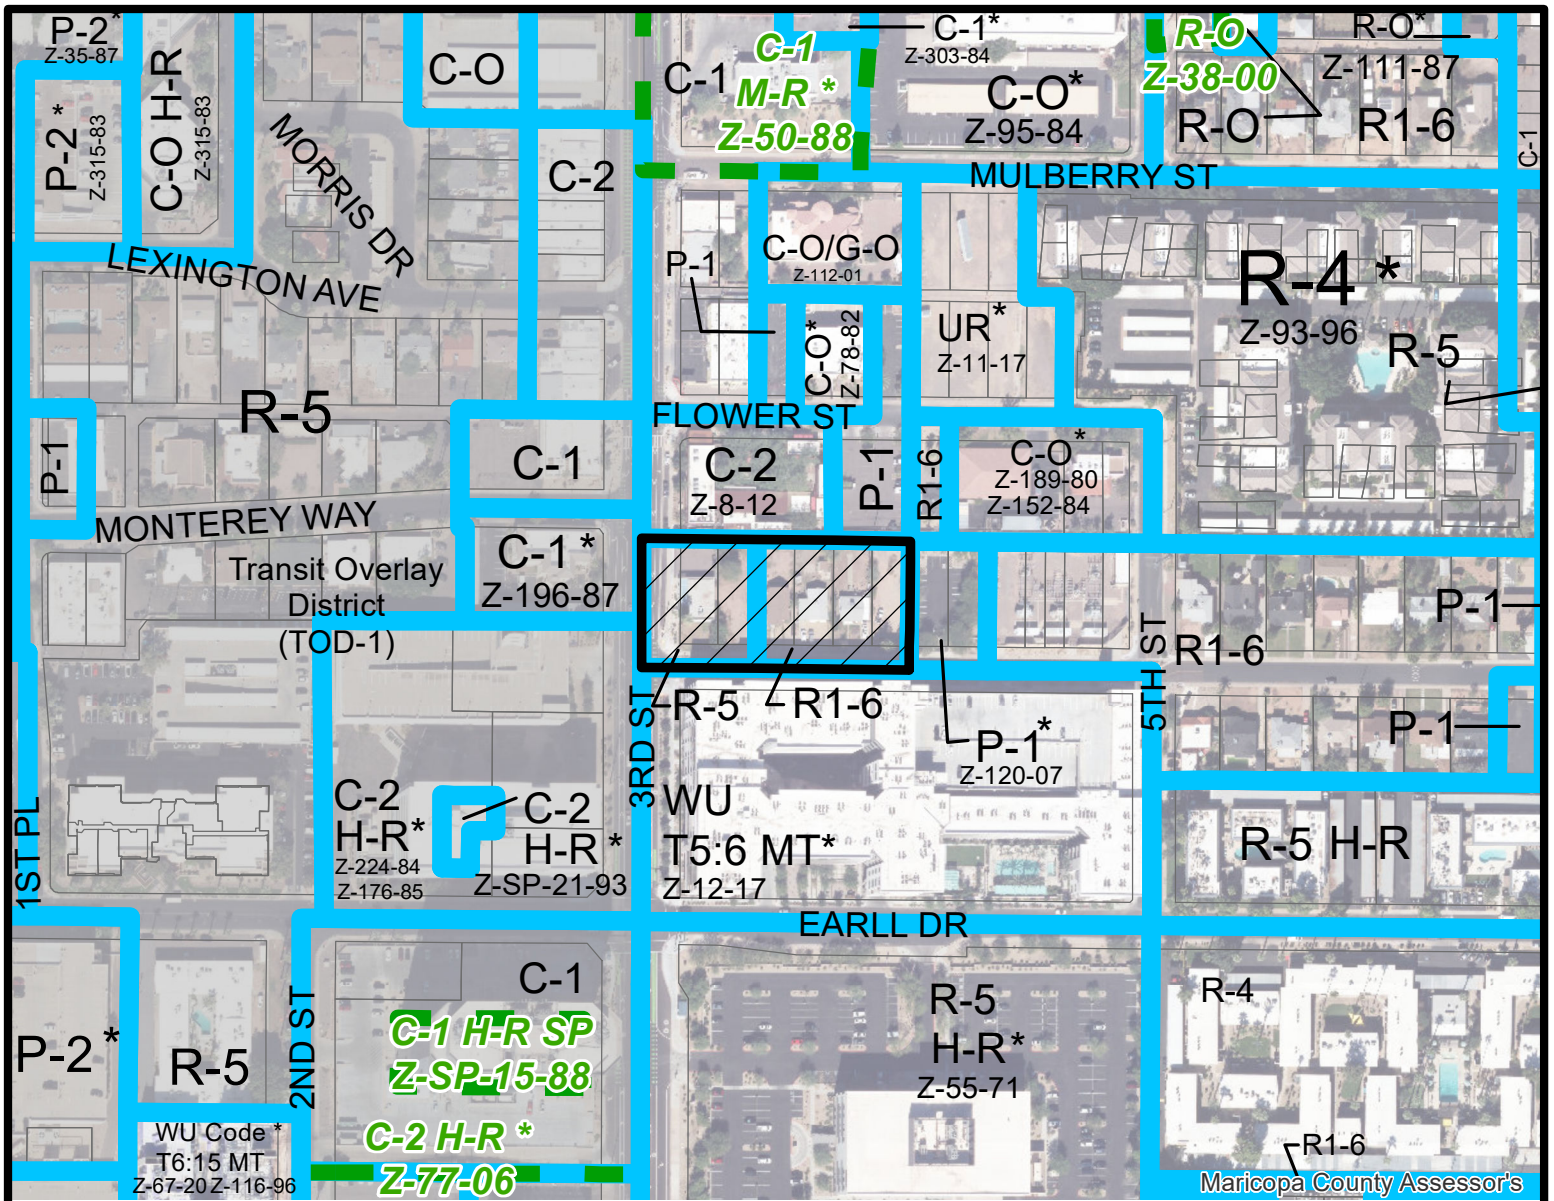 P-2*
Z-35-87
C-O H-R
Z-315-83
P-2 *
Z-315-83
MORRIS DR
C-O
C-2
C-1
C-1
M-R *
Z-50-88
C-1*
Z-303-84
C-O*
Z-95-84
R-O
Z-38-00
R-O*
Z-111-87
R-O
R1-6
C-1
MULBERRY ST
LEXINGTON AVE
P-1
C-O/G-O
Z-112-01
C-O*
Z-78-82
UR*
Z-11-17
R-4 *
Z-93-96
R-5
R-5
FLOWER ST
P-1
C-1
C-2
Z-8-12
P-1
R1-6
C-O*
Z-189-80
Z-152-84
MONTEREY WAY
Transit Overlay
District
(TOD-1)
C-1 *
Z-196-87
R-5
R1-6
P-1*
Z-120-07
5TH ST
R1-6
P-1
P-1
3RD ST
1ST PL
C-2
H-R*
Z-224-84
Z-176-85
C-2
H-R *
Z-SP-21-93
WU
T5:6 MT*
Z-12-17
R-5 H-R
EARLL DR
P-2 *
R-5
2ND ST
C-1
C-1 H-R SP
Z-SP-15-88
C-2 H-R *
Z-77-06
R-5
H-R*
Z-55-71
R-4
R1-6
WU Code *
T6:15 MT
Z-67-20 Z-116-96
Maricopa County Assessor's